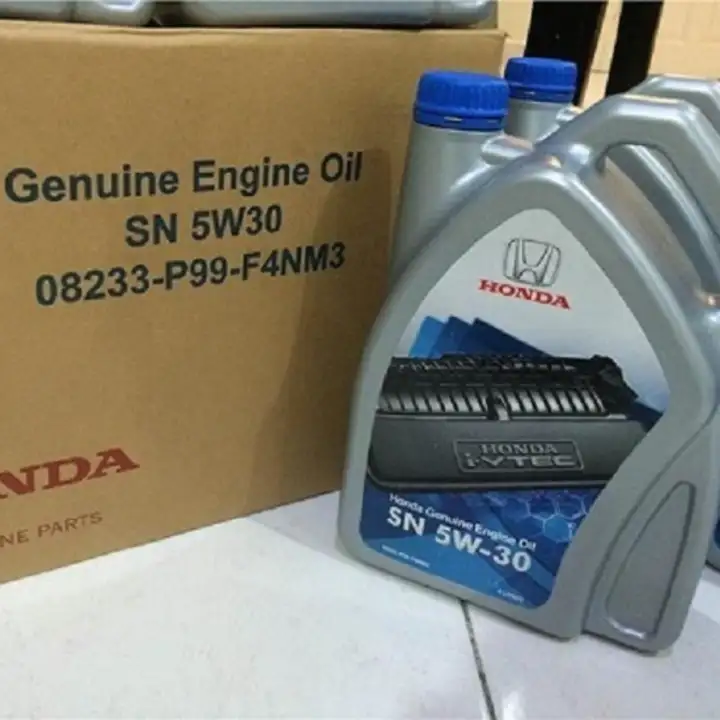 Genuine Engine Oil
SN 5W30
08233-P99-F4NM3
NDA
NE PARTS
HONDA
HONDA
i-VTEC
Honda Genuine Engine Oil
SN 5W-30